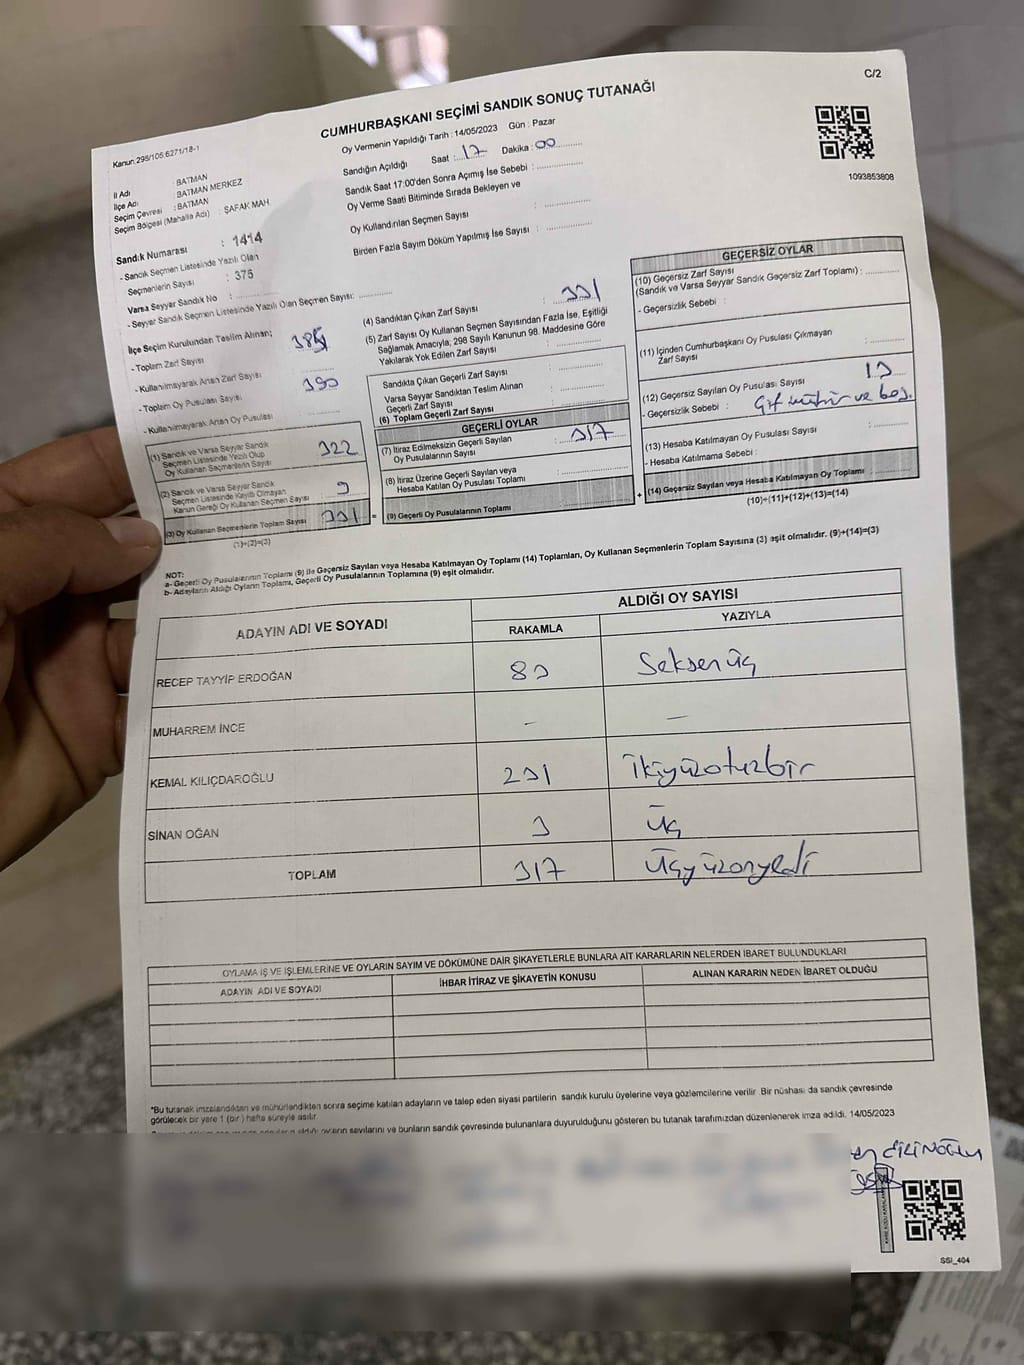 C/2
CUMHURBAŞKANI SEÇİMİ SANDIK SONUÇ TUTANAĞI
Kanun: 298/105:6271/18-1
Oy Vermenin Yapıldığı Tarih : 14/05/2023 Gün : Pazar
Sandığın Açıldığı Saat : 17 Dakika : 00
Sandık Saat 17:00'den Sonra Açımış İse Sebebi :
Oy Verme Saati Bitiminde Sırada Bekleyen ve
Oy Kullandırılan Seçmen Sayısı :
Birden Fazla Sayım Döküm Yapılmış İse Sayısı :
1093853808
İl Adı : BATMAN
İlçe Adı : BATMAN MERKEZ
Seçim Çevresi : BATMAN
Seçim Bölgesi (Mahalla Adı) : ŞAFAK MAH.
Sandık Numarası : 1414
- Sandık Seçmen Listesinde Yazılı Olan
Seçmenlerin Sayısı : 375
Varsa Seyyar Sandık No :
- Seyyar Sandık Seçmen Listesinde Yazılı Olan Seçmen Sayısı:
İlçe Seçim Kurulundan Teslim Alınan;
- Toplam Zarf Sayısı
- Kullanılmayarak Artan Zarf Sayısı
- Toplam Oy Pusulası Sayısı 390
- Kullanılmayarak Artan Oy Pusulası
(1) Sandık ve Varsa Seyyar Sandık
Seçmen Listesinde Yazılı Olup
Oy Kullanan Seçmenlerin Sayısı 322
(2) Sandık ve Varsa Seyyar Sandık
Seçmen Listesinde Kayıtlı Olmayan
Kanun Gereği Oy Kullanan Seçmen Sayısı 9
(3) Oy Kullanan Seçmenlerin Toplam Sayısı 331
(1)+(2)=(3)
(4) Sandıktan Çıkan Zarf Sayısı : 331
(5) Zarf Sayısı Oy Kullanan Seçmen Sayısından Fazla İse, Eşitliği
Sağlamak Amacıyla, 298 Sayılı Kanunun 98. Maddesine Göre
Yakılarak Yok Edilen Zarf Sayısı :
Sandıkta Çıkan Geçerli Zarf Sayısı :
Varsa Seyyar Sandıktan Teslim Alınan
Geçerli Zarf Sayısı :
(6) Toplam Geçerli Zarf Sayısı :
GEÇERLİ OYLAR
(7) İtiraz Edilmeksizin Geçerli Sayılan
Oy Pusulalarının Sayısı : 317
(8) İtiraz Üzerine Geçerli Sayılan veya
Hesaba Katılan Oy Pusulası Toplamı :
= (9) Geçerli Oy Pusulalarının Toplamı :
GEÇERSİZ OYLAR
(10) Geçersiz Zarf Sayısı
(Sandık ve Varsa Seyyar Sandık Geçersiz Zarf Toplamı) :
- Geçersizlik Sebebi :
(11) İçinden Cumhurbaşkanı Oy Pusulası Çıkmayan
Zarf Sayısı :
(12) Geçersiz Sayılan Oy Pusulası Sayısı : 13
- Geçersizlik Sebebi : Çift mühür ve boş.
(13) Hesaba Katılmayan Oy Pusulası Sayısı :
- Hesaba Katılmama Sebebi :
+ (14) Geçersiz Sayılan veya Hesaba Katılmayan Oy Toplamı :
(10)+(11)+(12)+(13)=(14)
NOT:
a- Geçerli Oy Pusulalarının Toplamı (9) ile Geçersiz Sayılan veya Hesaba Katılmayan Oy Toplamı (14) Toplamları, Oy Kullanan Seçmenlerin Toplam Sayısına (3) eşit olmalıdır. (9)+(14)=(3)
b- Adayların Aldığı Oyların Toplamı, Geçerli Oy Pusulalarının Toplamına (9) eşit olmalıdır.
ADAYIN ADI VE SOYADI
ALDIĞI OY SAYISI
RAKAMLA YAZIYLA
RECEP TAYYİP ERDOĞAN 83 Seksenüç
MUHARREM İNCE - -
KEMAL KILIÇDAROĞLU 231 İkiyüzotuzbir
SİNAN OĞAN 3 Üç
TOPLAM 317 Üçyüzonyedi
OYLAMA İŞ VE İŞLEMLERİNE VE OYLARIN SAYIM VE DÖKÜMÜNE DAİR ŞİKAYETLERLE BUNLARA AİT KARARLARIN NELERDEN İBARET BULUNDUKLARI
ADAYIN ADI VE SOYADI İHBAR İTİRAZ VE ŞİKAYETİN KONUSU ALINAN KARARIN NEDEN İBARET OLDUĞU
*Bu tutanak imzalandıktan ve mühürlendikten sonra seçime katılan adayların ve talep eden siyasi partilerin sandık kurulu üyelerine veya gözlemcilerine verilir. Bir nüshası da sandık çevresinde
görülecek bir yere 1 (bir) hafta süreyle asılır.
oyların sayılarını ve bunların sandık çevresinde bulunanlara duyurulduğunu gösteren bu tutanak tarafımızdan düzenlenerek imza edildi. 14/05/2023
SSI_404